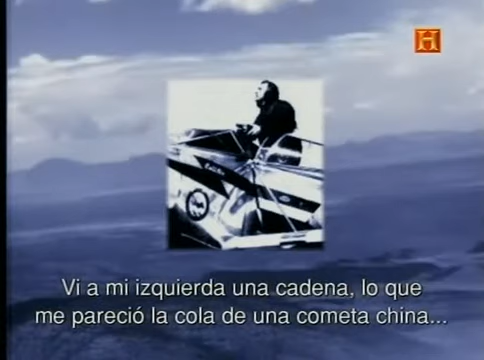 H
Vi a mi izquierda una cadena, lo que
me pareció la cola de una cometa china...